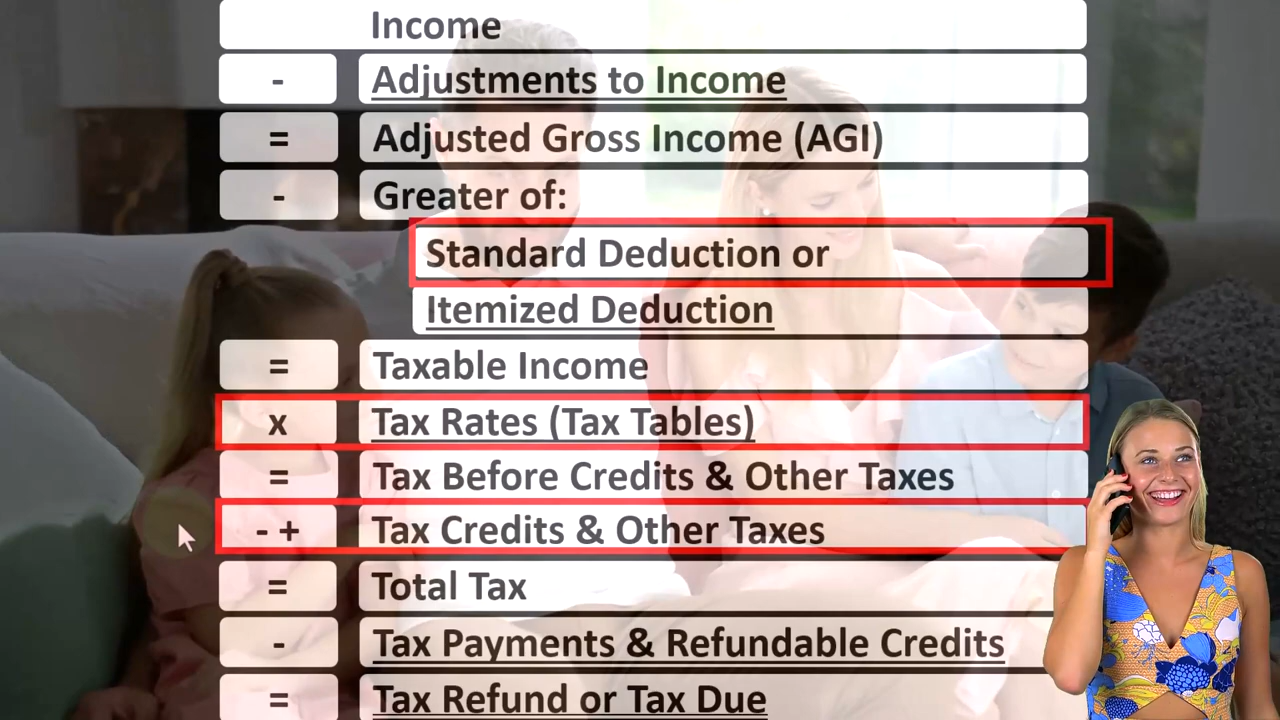 Income
- Adjustments to Income
= Adjusted Gross Income (AGI)
- Greater of:
Standard Deduction or
Itemized Deduction
= Taxable Income
x Tax Rates (Tax Tables)
= Tax Before Credits & Other Taxes
- + Tax Credits & Other Taxes
= Total Tax
- Tax Payments & Refundable Credits
= Tax Refund or Tax Due